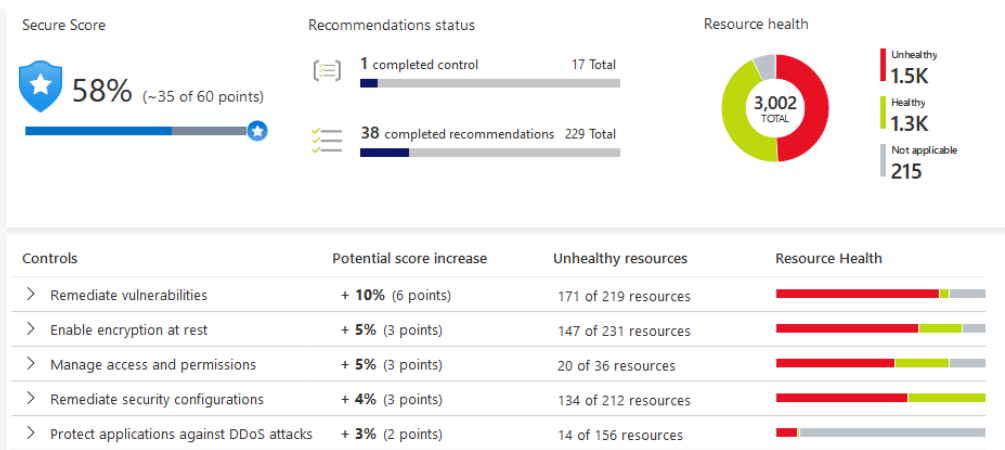 Secure Score
58% (~35 of 60 points)
Recommendations status
1 completed control 17 Total
38 completed recommendations 229 Total
Resource health
3,002
TOTAL
Unhealthy
1.5K
Healthy
1.3K
Not applicable
215
Controls Potential score increase Unhealthy resources Resource Health
Remediate vulnerabilities + 10% (6 points) 171 of 219 resources
Enable encryption at rest + 5% (3 points) 147 of 231 resources
Manage access and permissions + 5% (3 points) 20 of 36 resources
Remediate security configurations + 4% (3 points) 134 of 212 resources
Protect applications against DDoS attacks + 3% (2 points) 14 of 156 resources